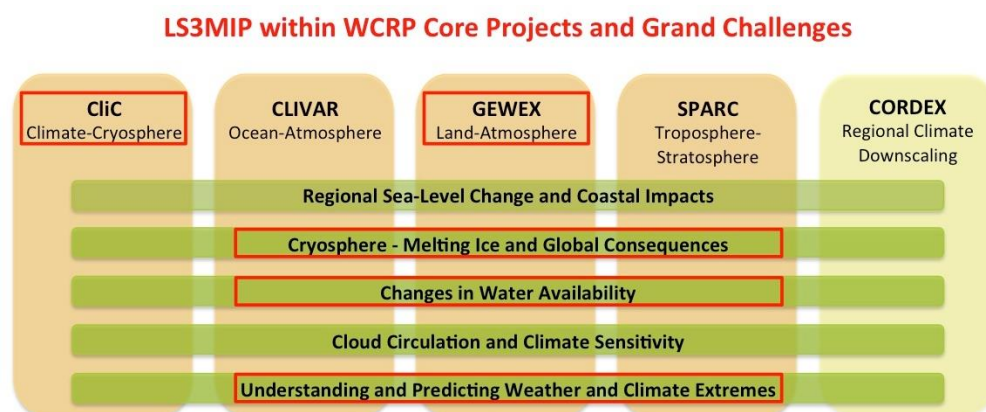 LS3MIP within WCRP Core Projects and Grand Challenges
CliC
Climate-Cryosphere
CLIVAR
Ocean-Atmosphere
GEWEX
Land-Atmosphere
SPARC
Troposphere-
Stratosphere
CORDEX
Regional Climate
Downscaling
Regional Sea-Level Change and Coastal Impacts
Cryosphere - Melting Ice and Global Consequences
Changes in Water Availability
Cloud Circulation and Climate Sensitivity
Understanding and Predicting Weather and Climate Extremes